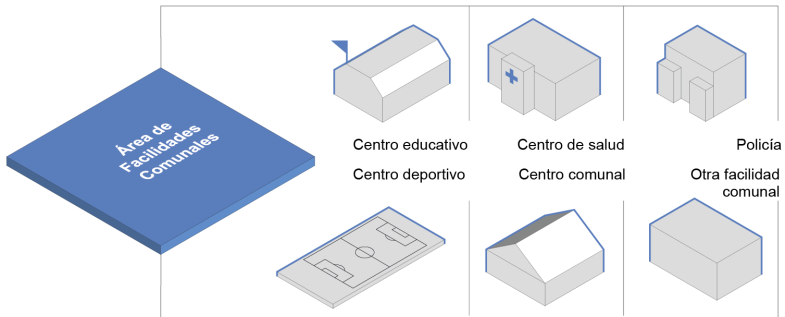 Área de
Facilidades
Comunales
Centro educativo
Centro de salud
Policía
Centro deportivo
Centro comunal
Otra facilidad
comunal